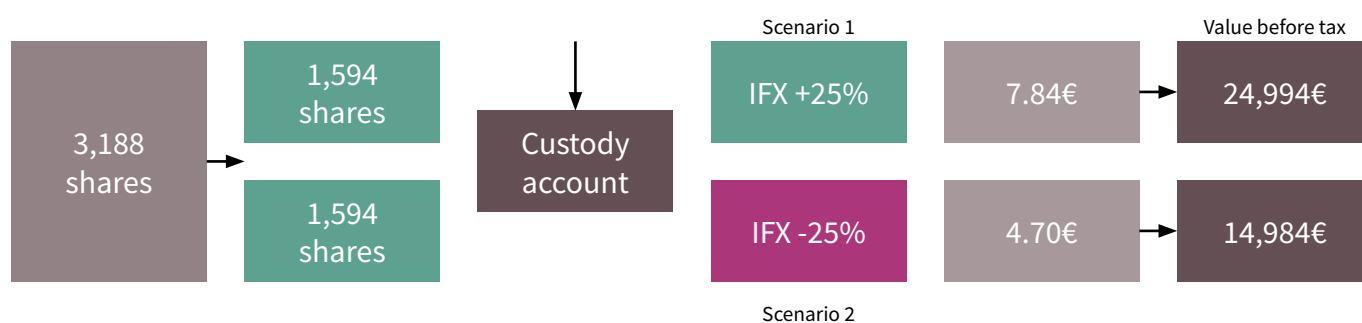 Scenario 1
Value before tax
3,188
shares
1,594
shares
1,594
shares
Custody
account
IFX +25%
7.84€
24,994€
IFX -25%
4.70€
14,984€
Scenario 2